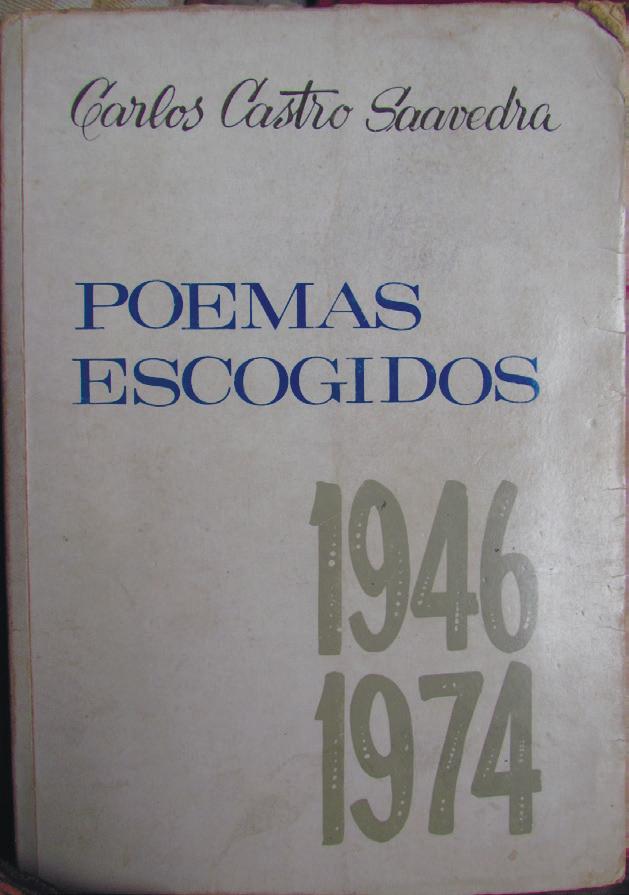 Carlos Castro Saavedra
POEMAS
ESCOGIDOS
1946
1974